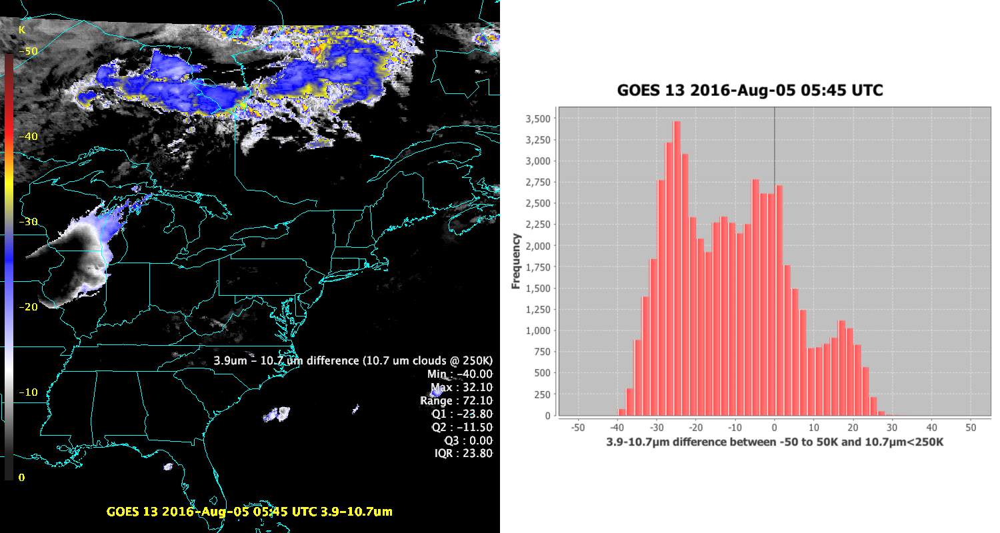 K
-50
-40
-30
-20
-10
0
3.9um - 10.7 um difference (10.7 um clouds @ 250K)
Min : -40.00
Max : 32.10
Range : 72.10
Q1 : -23.80
Q2 : -11.50
Q3 : 0.00
IQR : 23.80
GOES 13 2016-Aug-05 05:45 UTC 3.9-10.7um
GOES 13 2016-Aug-05 05:45 UTC
3,500
3,250
3,000
2,750
2,500
2,250
2,000
1,750
1,500
1,250
1,000
750
500
250
0
Frequency
-50 -40 -30 -20 -10 0 10 20 30 40 50
3.9-10.7µm difference between -50 to 50K and 10.7µm<250K